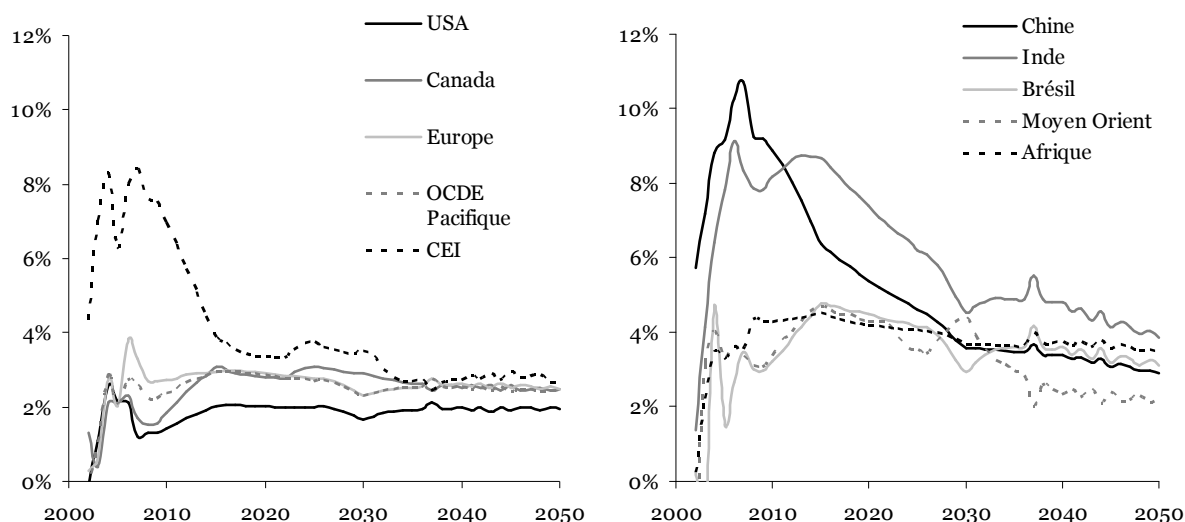 USA
Canada
Europe
OCDE
Pacifique
CEI
12%
10%
8%
6%
4%
2%
0%
2000 2010 2020 2030 2040 2050
Chine
Inde
Brésil
Moyen Orient
Afrique
12%
10%
8%
6%
4%
2%
0%
2000 2010 2020 2030 2040 2050